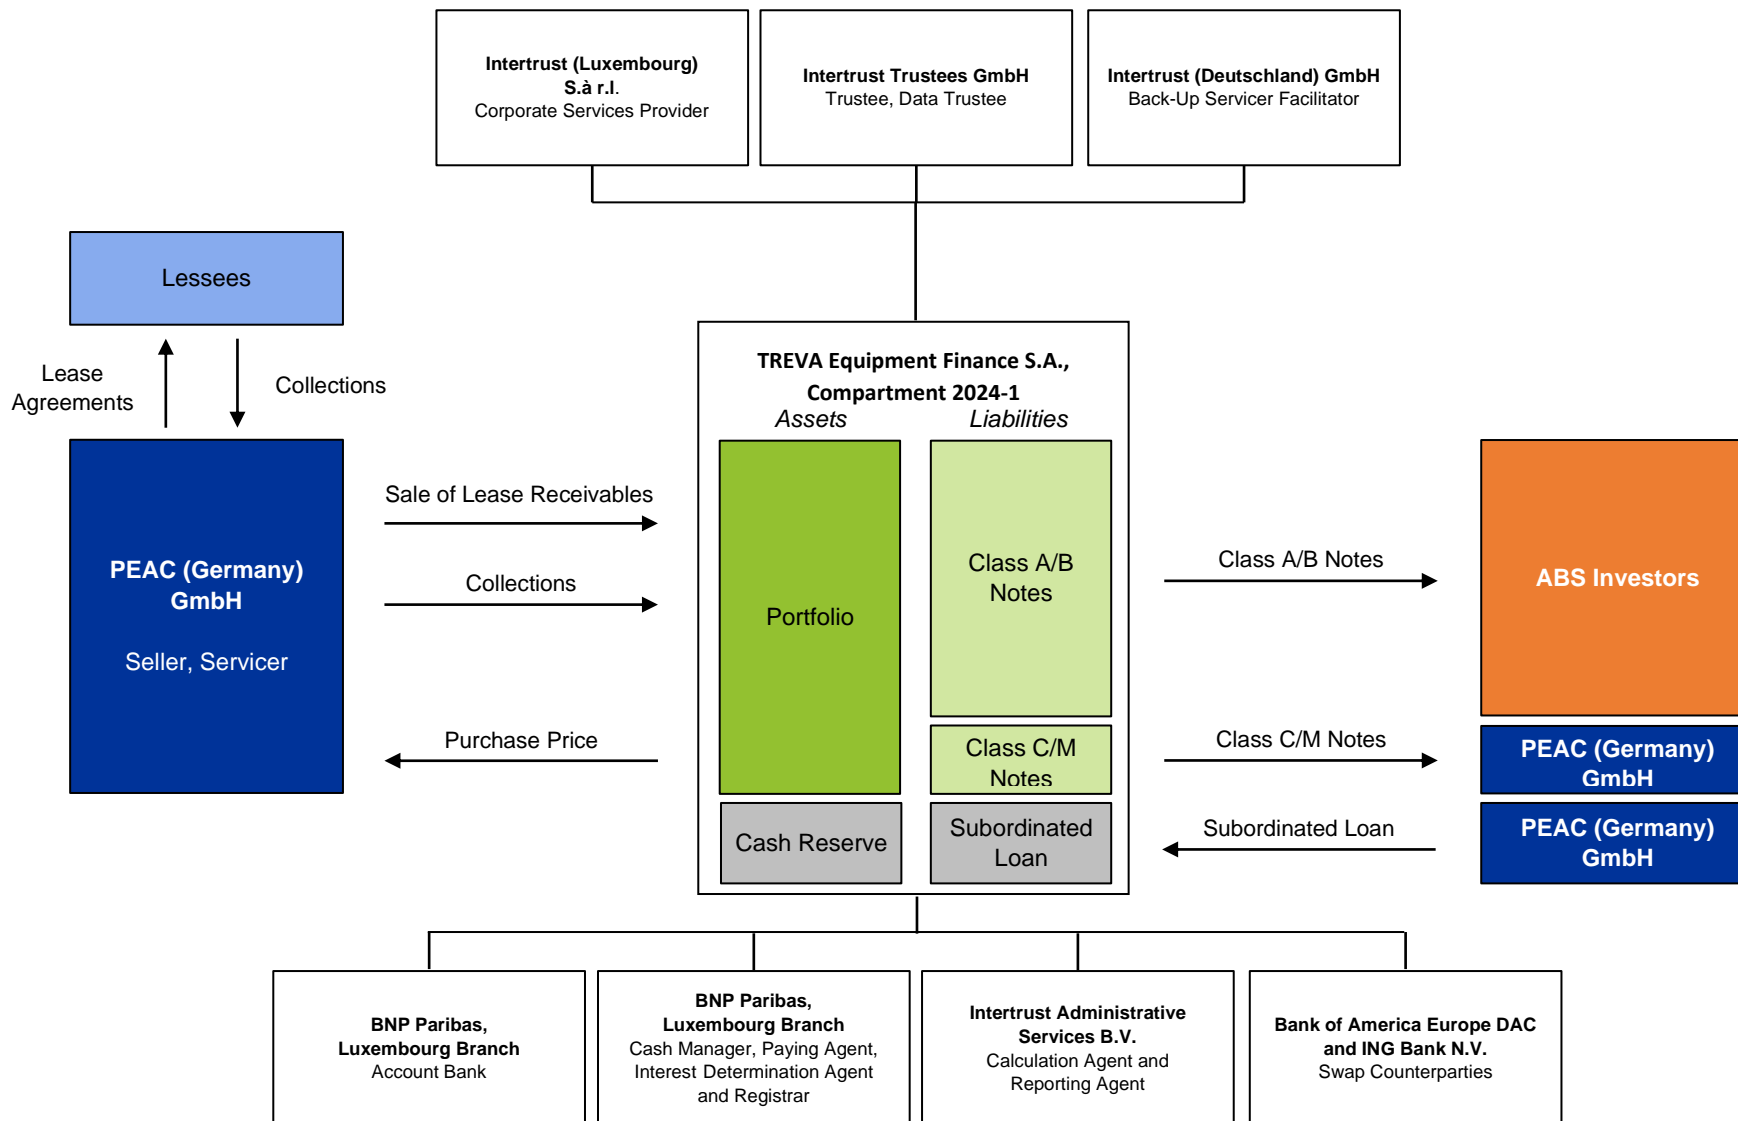 Intertrust (Luxembourg)
S.à r.l.
Corporate Services Provider
Intertrust Trustees GmbH
Trustee, Data Trustee
Intertrust (Deutschland) GmbH
Back-Up Servicer Facilitator
Lessees
Lease
Agreements
Collections
PEAC (Germany)
GmbH
Seller, Servicer
Sale of Lease Receivables
Collections
Purchase Price
TREVA Equipment Finance S.A.,
Compartment 2024-1
Assets
Liabilities
Portfolio
Cash Reserve
Class A/B
Notes
Class C/M
Notes
Subordinated
Loan
Class A/B Notes
Class C/M Notes
Subordinated Loan
ABS Investors
PEAC (Germany)
GmbH
PEAC (Germany)
GmbH
BNP Paribas,
Luxembourg Branch
Account Bank
BNP Paribas,
Luxembourg Branch
Cash Manager, Paying Agent,
Interest Determination Agent
and Registrar
Intertrust Administrative
Services B.V.
Calculation Agent and
Reporting Agent
Bank of America Europe DAC
and ING Bank N.V.
Swap Counterparties